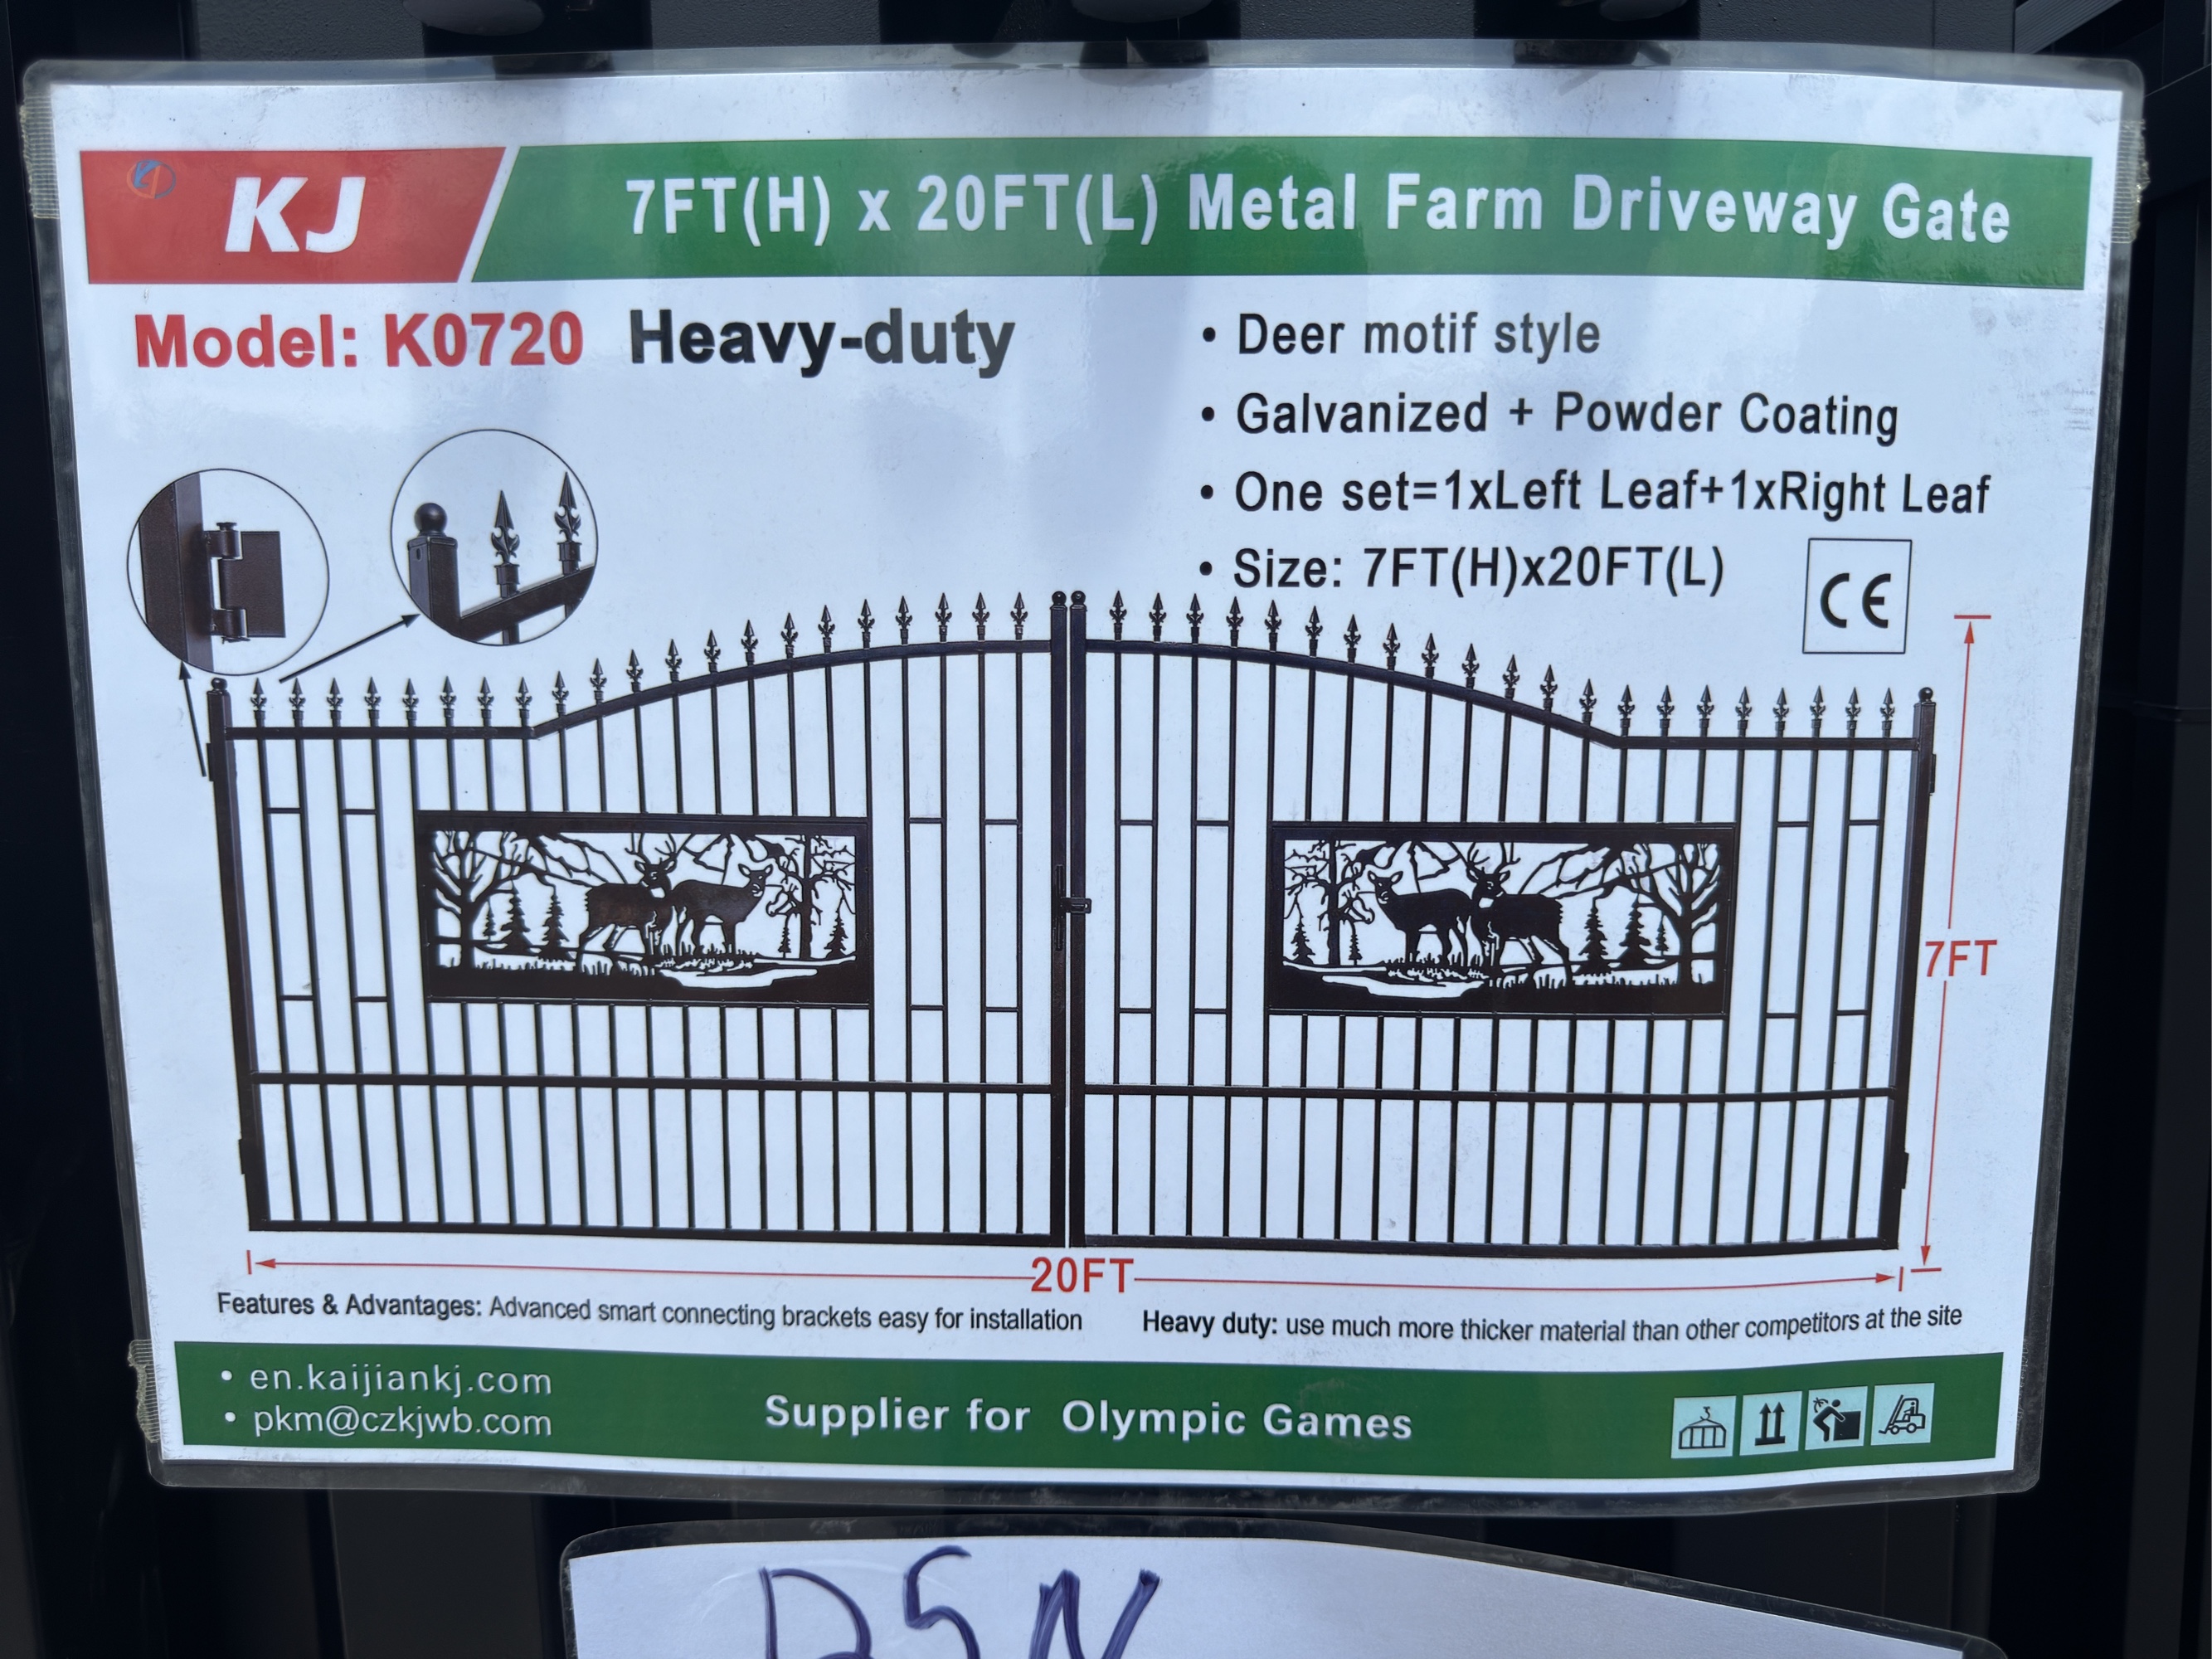 KJ
7FT(H) x 20FT(L) Metal Farm Driveway Gate
Model: K0720 Heavy-duty
• Deer motif style
• Galvanized + Powder Coating
• One set=1xLeft Leaf+1xRight Leaf
• Size: 7FT(H)x20FT(L)
CE
7FT
20FT
Features & Advantages: Advanced smart connecting brackets easy for installation
Heavy duty: use much more thicker material than other competitors at the site
• en.kaijiankj.com
• pkm@czkjwb.com
Supplier for Olympic Games